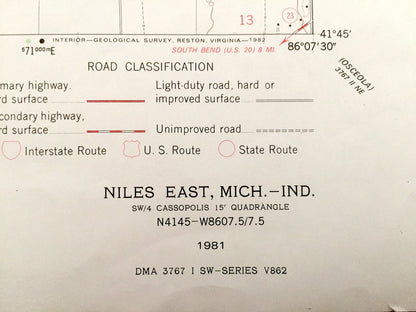 13
23
INTERIOR—GEOLOGICAL SURVEY, RESTON, VIRGINIA—1982
41°45'
571000mE
SOUTH BEND (U.S. 20) 8 MI.
86°07'30"
(OSCEOLA)
3767 II NE
ROAD CLASSIFICATION
mary highway.
Light-duty road, hard or
rd surface
improved surface
condary highway,
rd surface
Unimproved road
Interstate Route
U. S. Route
State Route
NILES EAST, MICH.—IND.
SW/4 CASSOPOLIS 15' QUADRANGLE
N4145—W8607.5/7.5
1981
DMA 3767 I SW—SERIES V862